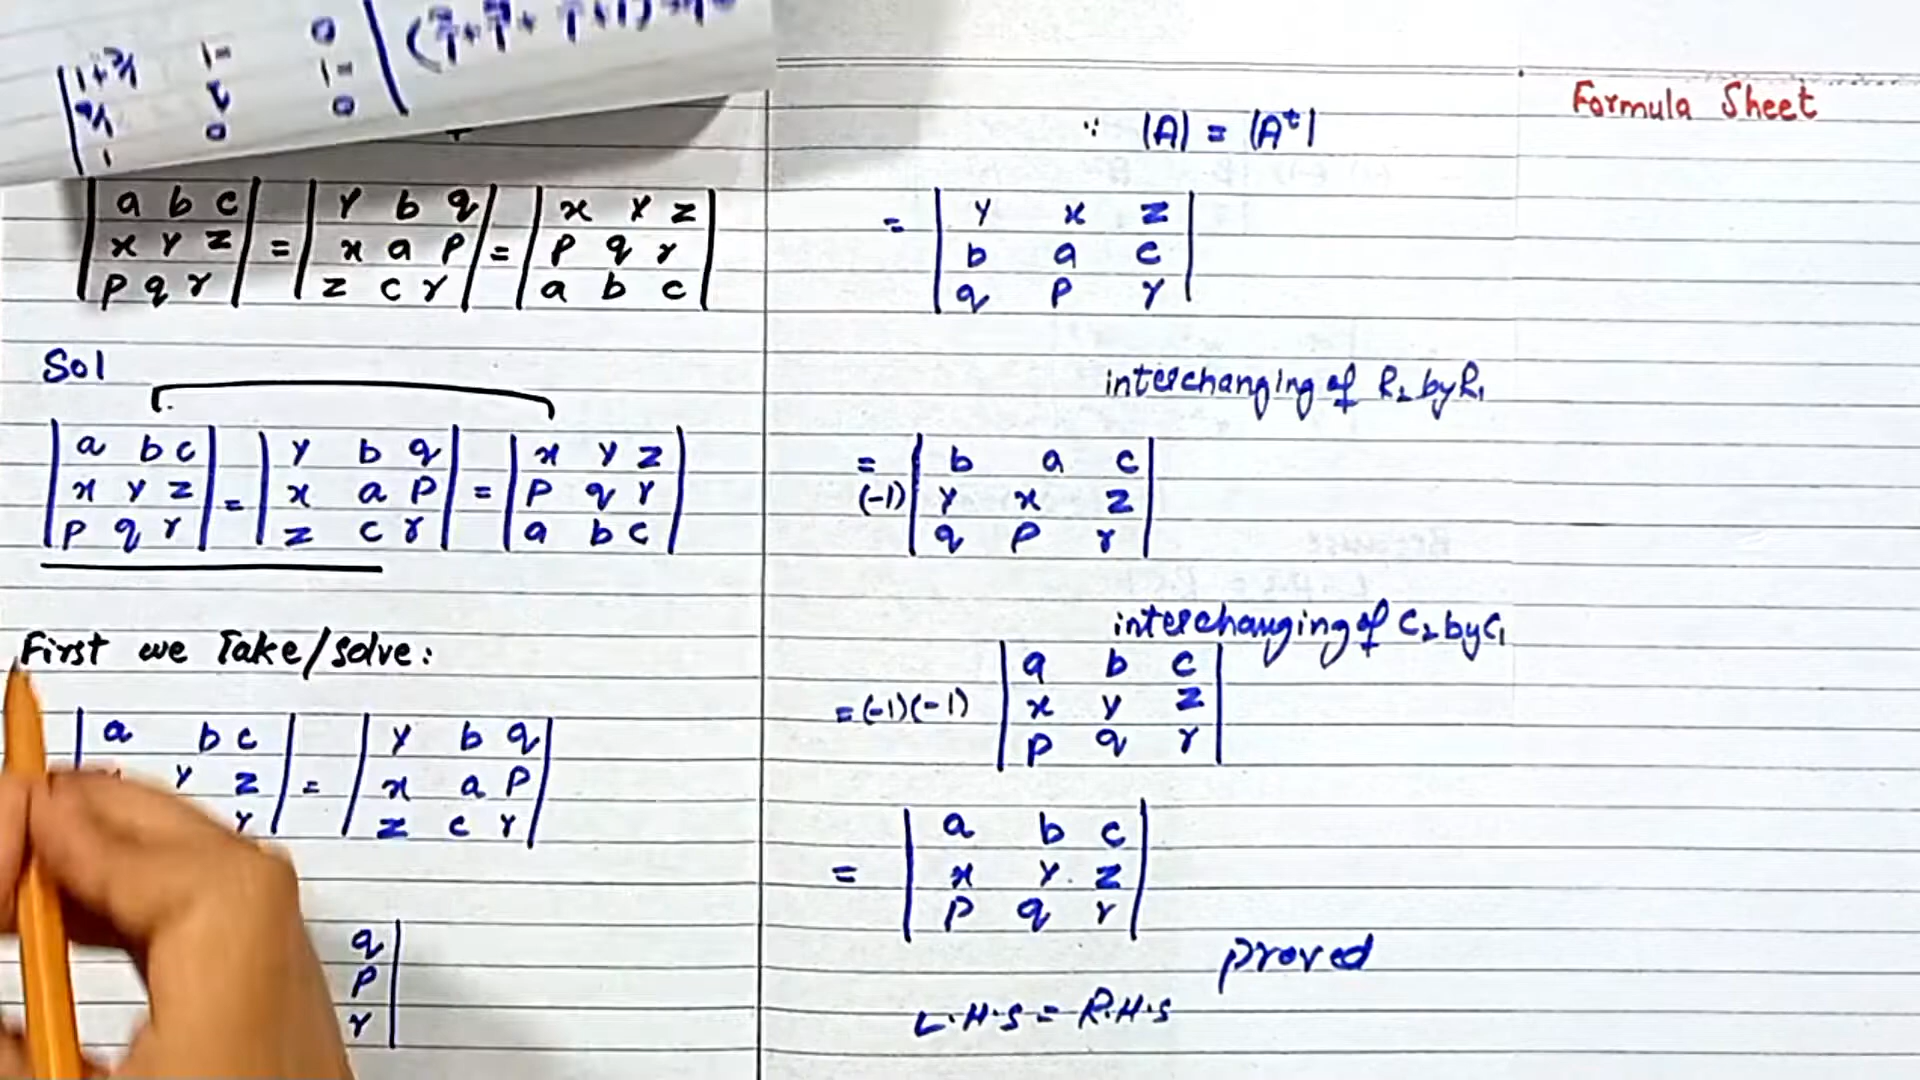 | a b c | = | y b q | = | x y z |
| x y z | | x a p | | p q r |
| p q r | | z c r | | a b c |
Sol
| a b c | = | y b q | = | x y z |
| x y z | | x a p | | p q r |
| p q r | | z c r | | a b c |
First we Take/solve:
| a b c | = | y b q |
y z | | x a p |
r | | z c r |
q |
p |
r |
∵ |A| = |Aᵗ|
= | y x z |
| b a c |
| q p r |
interchanging of R₂ by R₁
= (-1) | b a c |
| y x z |
| q p r |
interchanging of C₂ by C₁
= (-1)(-1) | a b c |
| x y z |
| p q r |
= | a b c |
| x y z |
| p q r |
proved
L.H.S = R.H.S
Formula Sheet